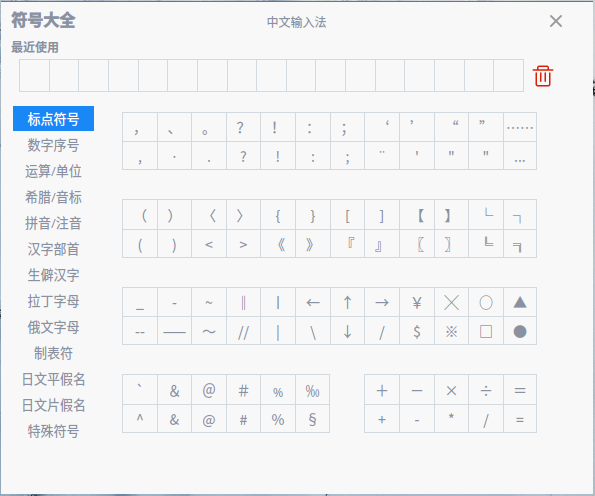 符号大全
中文输入法
最近使用
标点符号
数字序号
运算/单位
希腊/音标
拼音/注音
汉字部首
生僻汉字
拉丁字母
俄文字母
制表符
日文平假名
日文片假名
特殊符号
， 、 。 ？ ！ ： ； ‘ ’ “ ” ……
, · . ? ! : ; ¨ ' " " ...
（ ） 〈 〉 { } [ ] 【 】 └ ┐
( ) < > 《 》 『 』 〖 〗 ╚ ╗
_ - ~ ‖ | ← ↑ → ￥ ╳ ○ ▲
-- —— ～ // | \ ↓ / $ ※ □ ●
` ＆ ＠ ＃ ﹪ ‰
^ & @ # % §
＋ － × ÷ ＝
+ - * / =